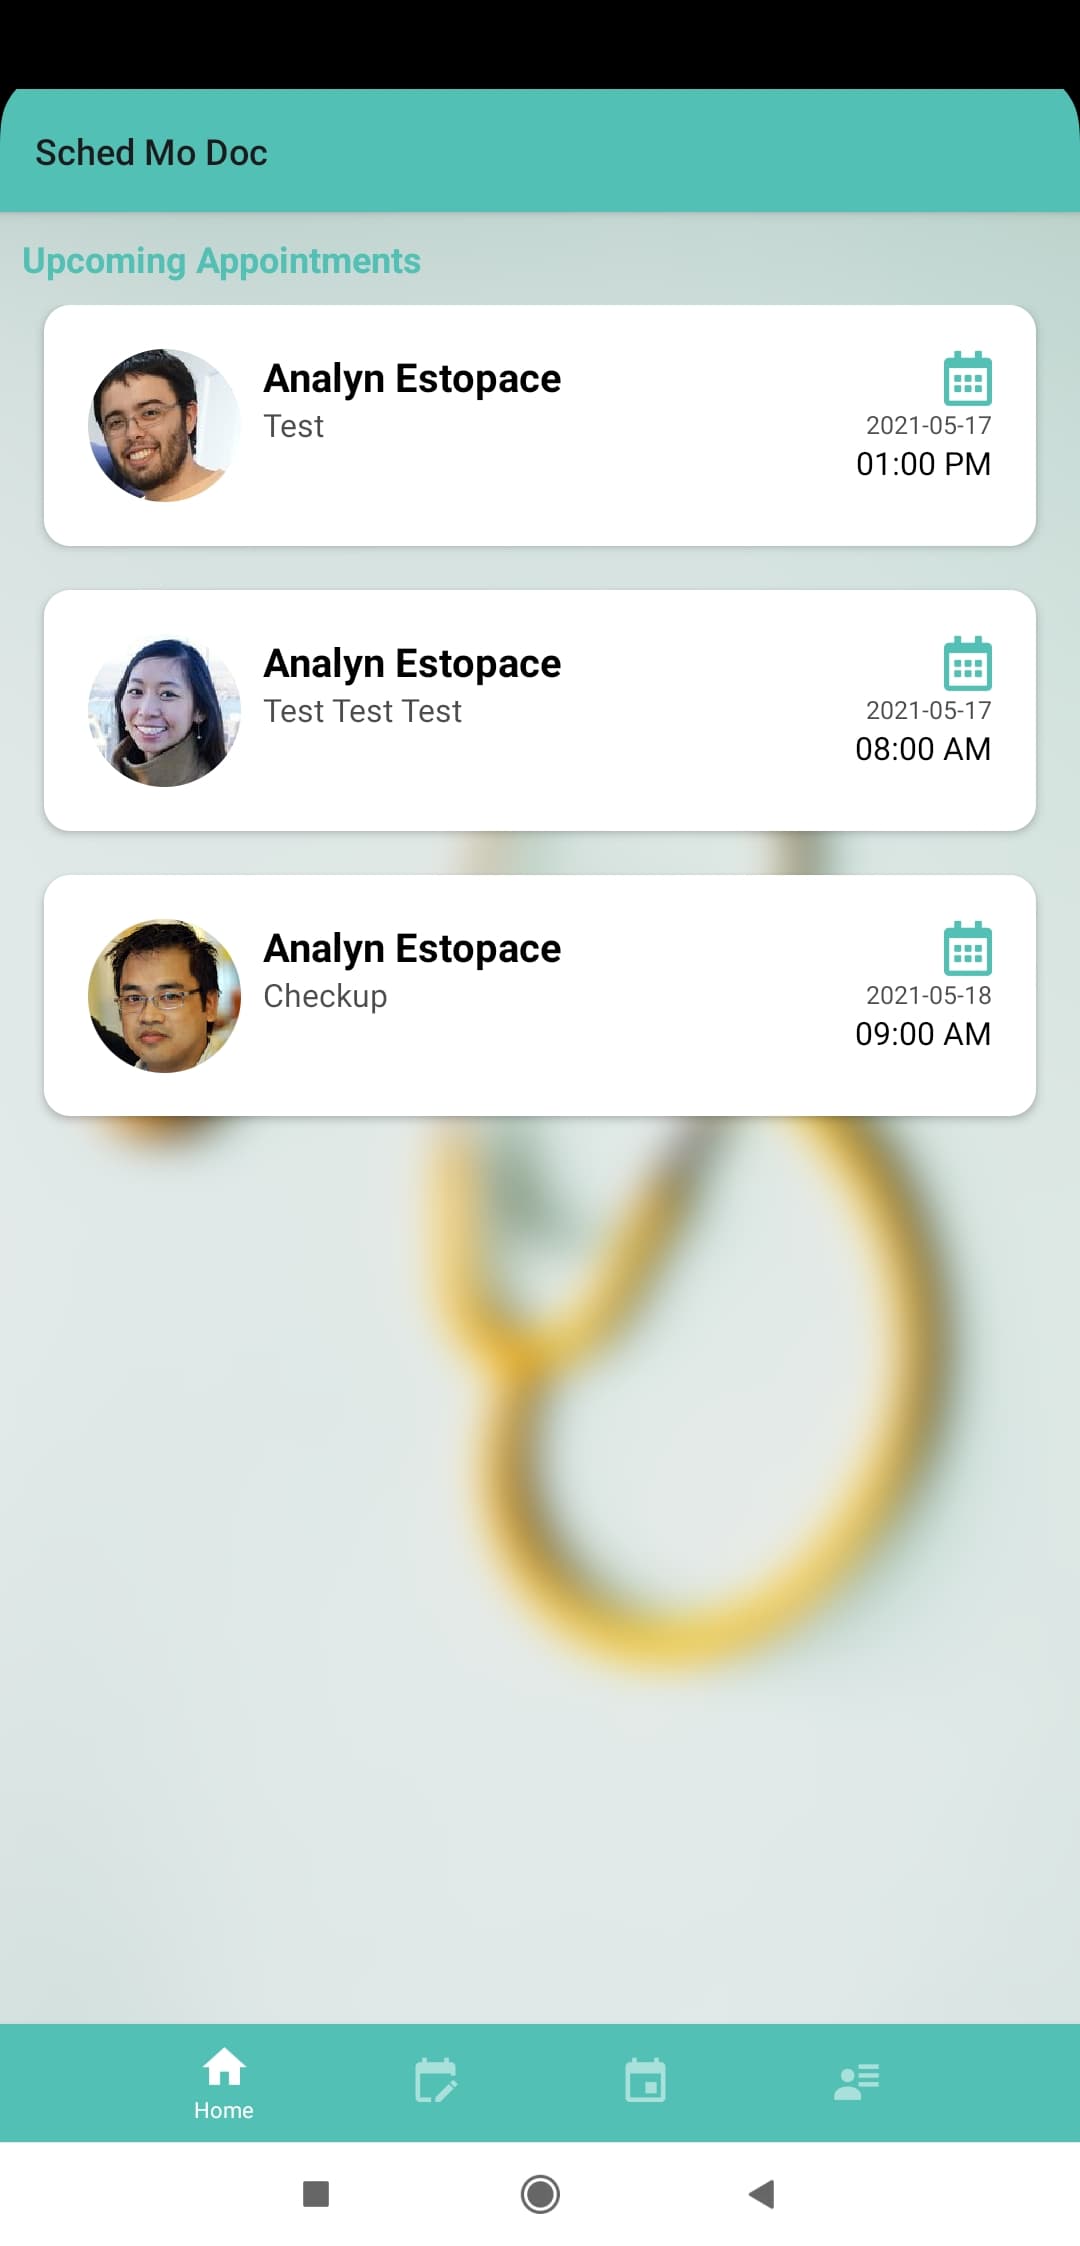 Sched Mo Doc
Upcoming Appointments
Analyn Estopace
Test
2021-05-17
01:00 PM
Analyn Estopace
Test Test Test
2021-05-17
08:00 AM
Analyn Estopace
Checkup
2021-05-18
09:00 AM
Home